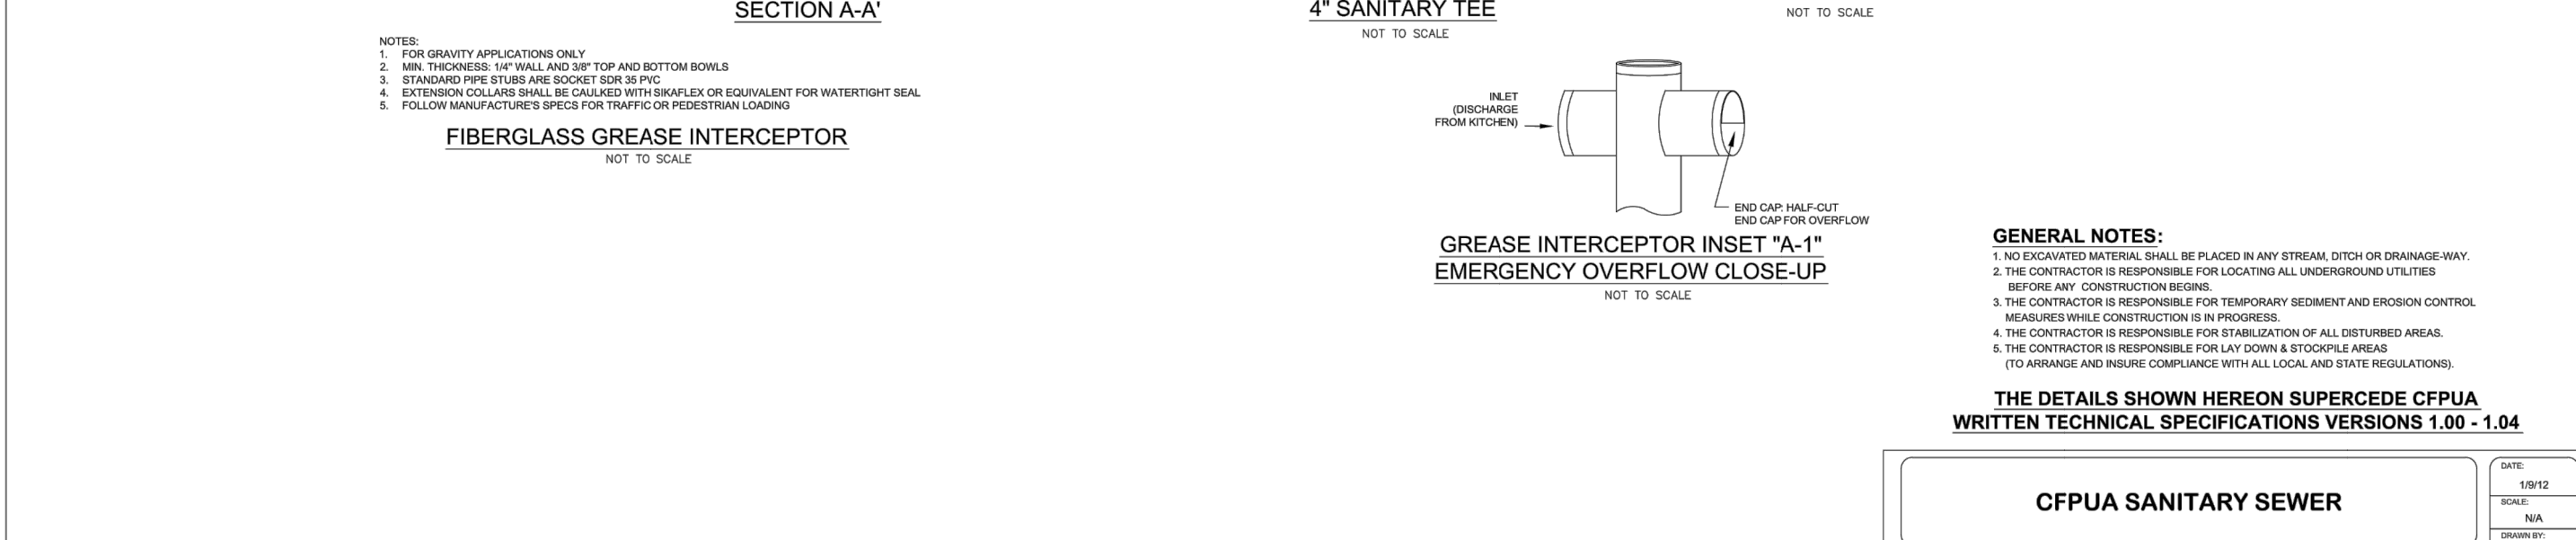 SECTION A-A'
NOTES:
1. FOR GRAVITY APPLICATIONS ONLY
2. MIN. THICKNESS: 1/4" WALL AND 3/8" TOP AND BOTTOM BOWLS
3. STANDARD PIPE STUBS ARE SOCKET SDR 35 PVC
4. EXTENSION COLLARS SHALL BE CAULKED WITH SIKAFLEX OR EQUIVALENT FOR WATERTIGHT SEAL
5. FOLLOW MANUFACTURE'S SPECS FOR TRAFFIC OR PEDESTRIAN LOADING
FIBERGLASS GREASE INTERCEPTOR
NOT TO SCALE
4" SANITARY TEE
NOT TO SCALE
NOT TO SCALE
INLET
(DISCHARGE
FROM KITCHEN)
END CAP: HALF-CUT
END CAP FOR OVERFLOW
GREASE INTERCEPTOR INSET "A-1"
EMERGENCY OVERFLOW CLOSE-UP
NOT TO SCALE
GENERAL NOTES:
1. NO EXCAVATED MATERIAL SHALL BE PLACED IN ANY STREAM, DITCH OR DRAINAGE-WAY.
2. THE CONTRACTOR IS RESPONSIBLE FOR LOCATING ALL UNDERGROUND UTILITIES
BEFORE ANY CONSTRUCTION BEGINS.
3. THE CONTRACTOR IS RESPONSIBLE FOR TEMPORARY SEDIMENT AND EROSION CONTROL
MEASURES WHILE CONSTRUCTION IS IN PROGRESS.
4. THE CONTRACTOR IS RESPONSIBLE FOR STABILIZATION OF ALL DISTURBED AREAS.
5. THE CONTRACTOR IS RESPONSIBLE FOR LAY DOWN & STOCKPILE AREAS
(TO ARRANGE AND INSURE COMPLIANCE WITH ALL LOCAL AND STATE REGULATIONS).
THE DETAILS SHOWN HEREON SUPERCEDE CFPUA
WRITTEN TECHNICAL SPECIFICATIONS VERSIONS 1.00 - 1.04
CFPUA SANITARY SEWER
DATE:
1/9/12
SCALE:
N/A
DRAWN BY: